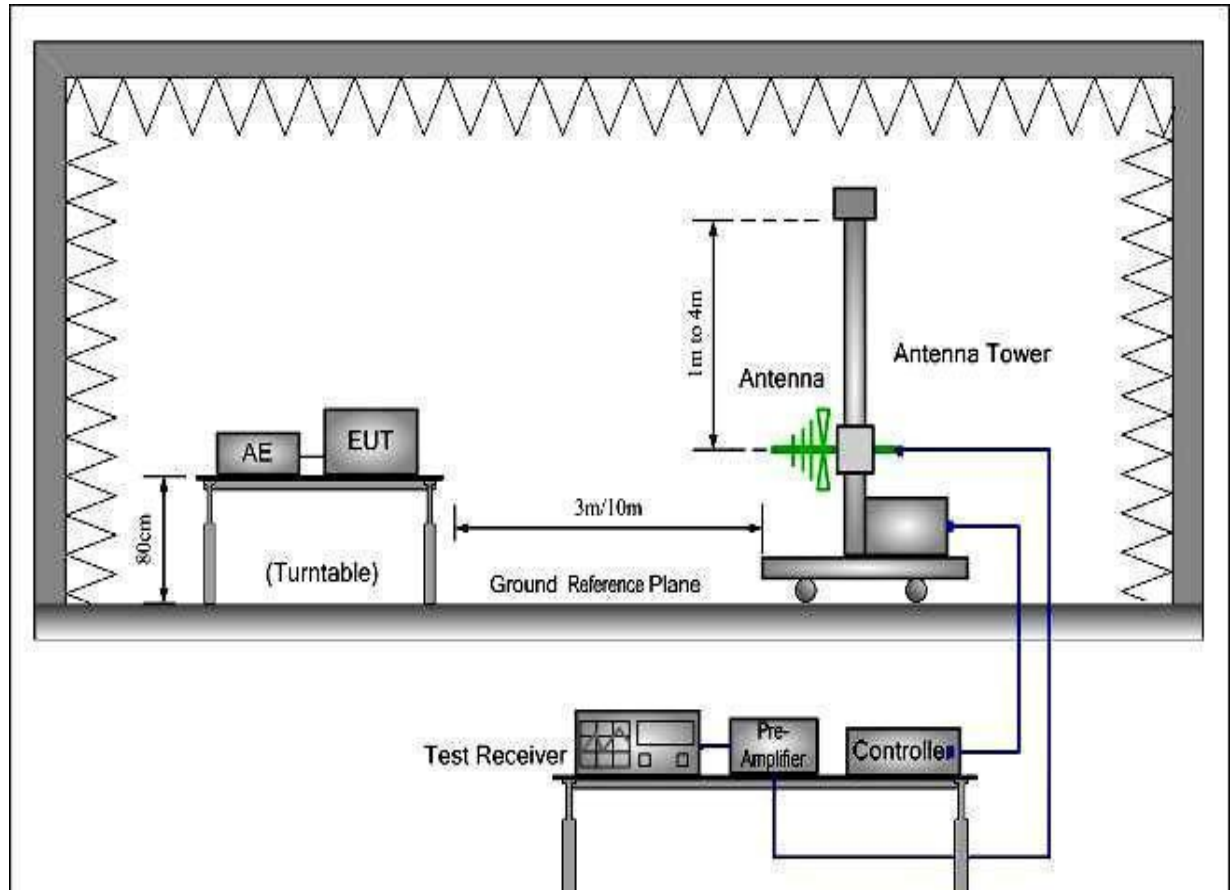 1m to 4m
Antenna Tower
Antenna
AE
EUT
80cm
3m/10m
(Turntable)
Ground Reference Plane
Test Receiver
Pre-
Amplifier
Controller